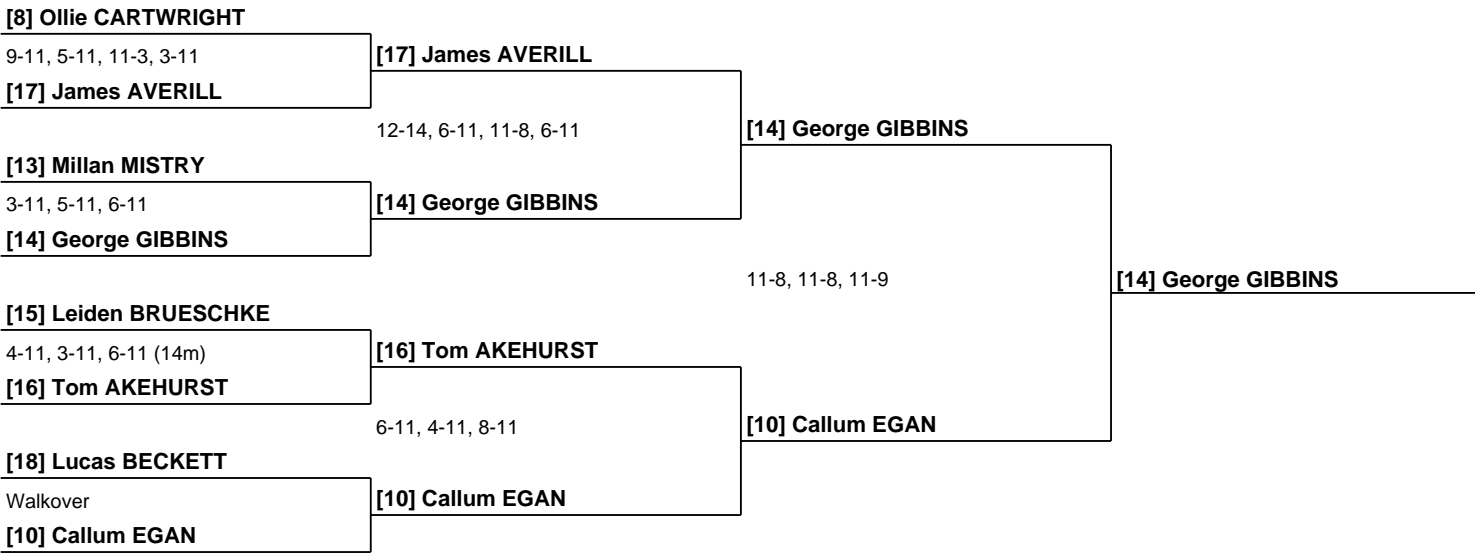 [8] Ollie CARTWRIGHT
9-11, 5-11, 11-3, 3-11
[17] James AVERILL
[17] James AVERILL
12-14, 6-11, 11-8, 6-11
[14] George GIBBINS
[13] Millan MISTRY
3-11, 5-11, 6-11
[14] George GIBBINS
[14] George GIBBINS
11-8, 11-8, 11-9
[14] George GIBBINS
[15] Leiden BRUESCHKE
4-11, 3-11, 6-11 (14m)
[16] Tom AKEHURST
[16] Tom AKEHURST
6-11, 4-11, 8-11
[10] Callum EGAN
[18] Lucas BECKETT
Walkover
[10] Callum EGAN
[10] Callum EGAN